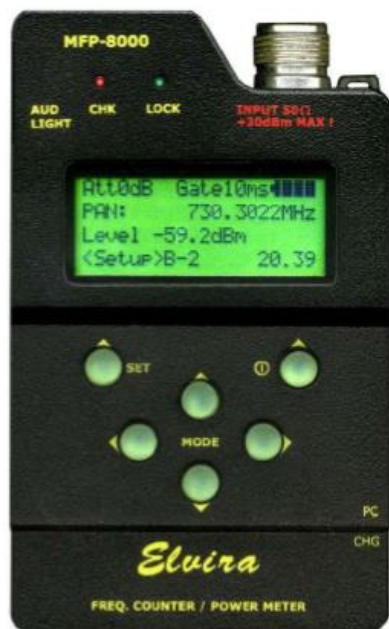 MFP-8000
AUD LIGHT
CHK
LOCK
INPUT 50Ω
+30dBm MAX !
Att0dB Gate10ms
PAN: 730.3022MHz
Level -59.2dBm
<Setup>B-2 20.39
SET
MODE
PC
CHG
Elvira
FREQ. COUNTER / POWER METER